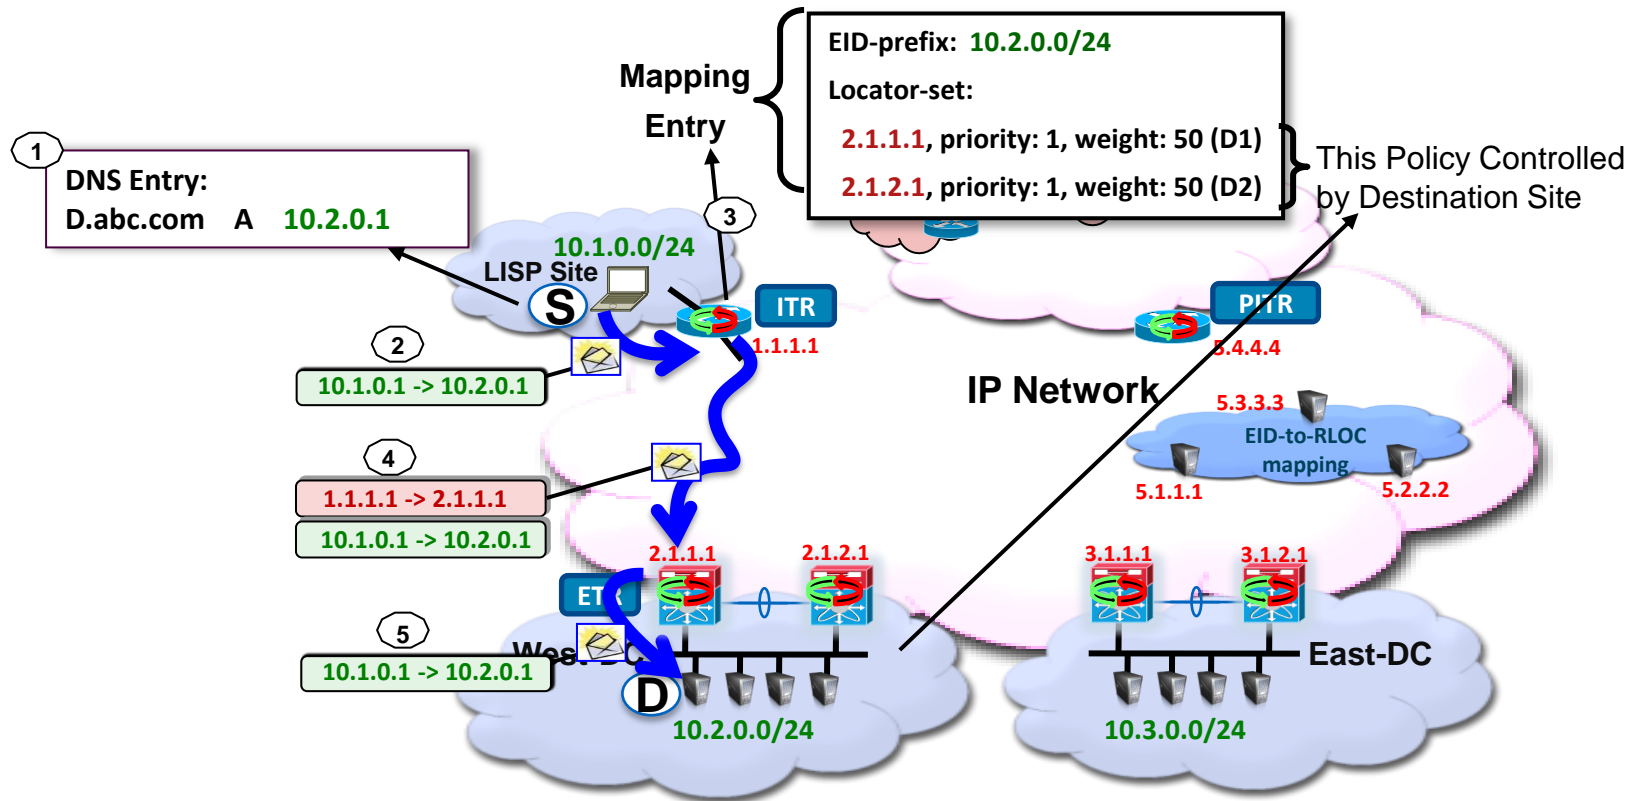 EID-prefix: 10.2.0.0/24
Locator-set:
2.1.1.1, priority: 1, weight: 50 (D1)
2.1.2.1, priority: 1, weight: 50 (D2)
Mapping
Entry
This Policy Controlled
by Destination Site
1
DNS Entry:
D.abc.com A 10.2.0.1
3
10.1.0.0/24
LISP Site
S
ITR
1.1.1.1
PITR
5.4.4.4
2
10.1.0.1 -> 10.2.0.1
IP Network
5.3.3.3
EID-to-RLOC
mapping
5.1.1.1
5.2.2.2
4
1.1.1.1 -> 2.1.1.1
10.1.0.1 -> 10.2.0.1
2.1.1.1
2.1.2.1
3.1.1.1
3.1.2.1
ETR
5
10.1.0.1 -> 10.2.0.1
West-DC
D
10.2.0.0/24
East-DC
10.3.0.0/24